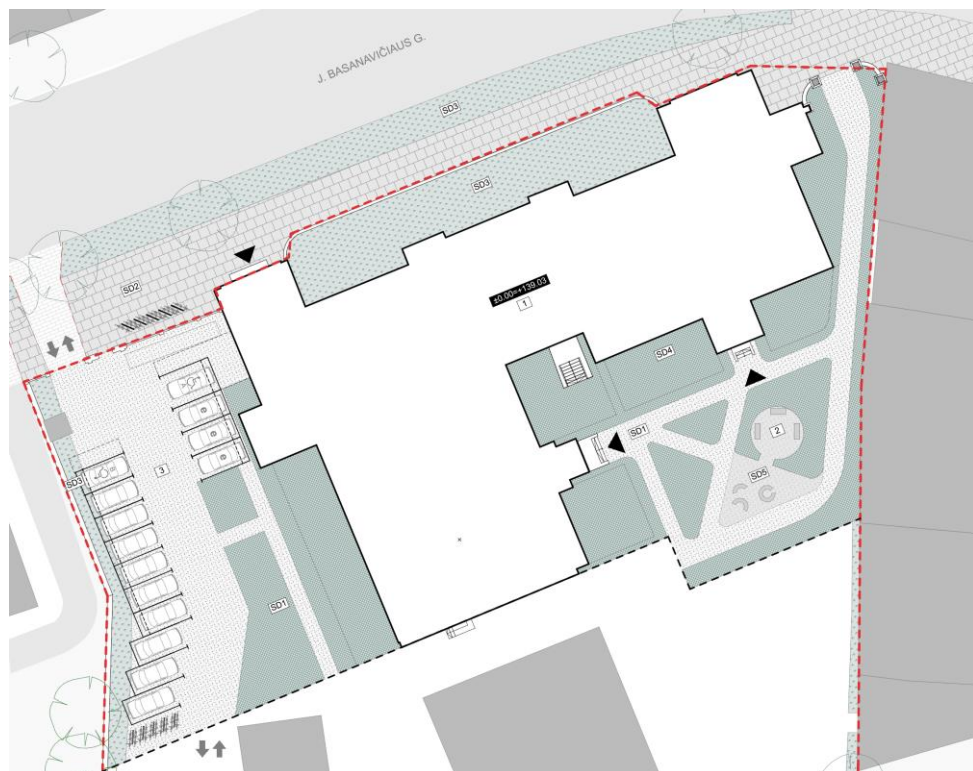 J. BASANAVIČIAUS G.
SD3
SD3
SD2
±0.00=+139.03
1
SD4
SD1
2
3
SD3
SD5
SD1